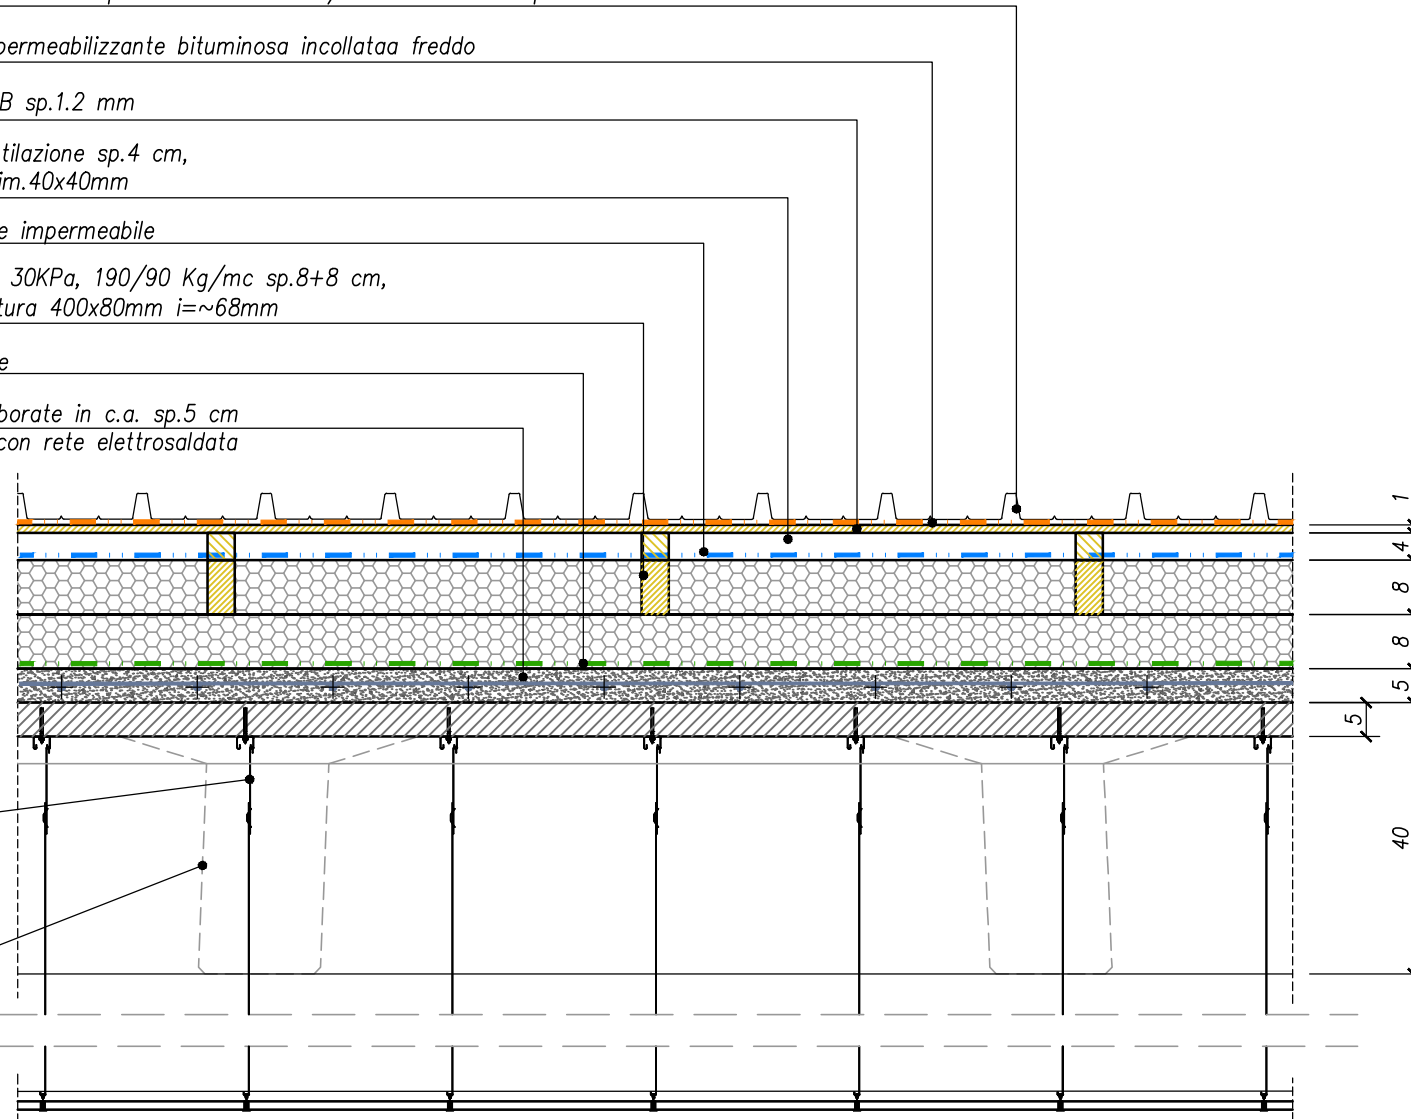 permeabilizzante bituminosa incollataa freddo
B sp.1.2 mm
tilazione sp.4 cm,
im.40x40mm
e impermeabile
30KPa, 190/90 Kg/mc sp.8+8 cm,
tura 400x80mm i=~68mm
e
borate in c.a. sp.5 cm
con rete elettrosaldata
1
4
8
8
5
5
40